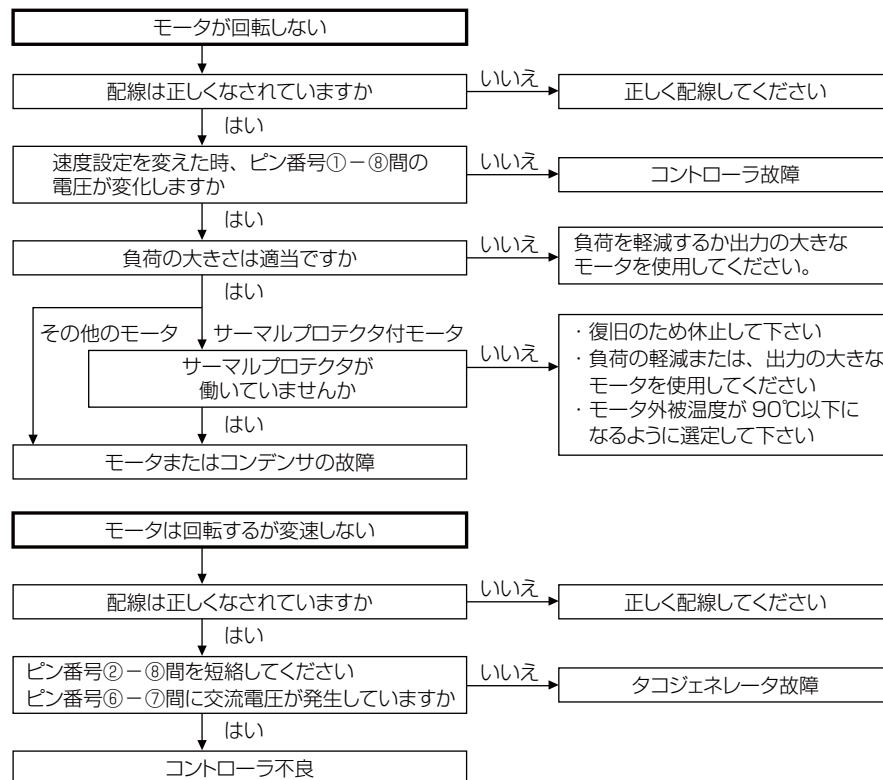 モータが回転しない
配線は正しくなされていますか
いいえ
正しく配線してください
はい
速度設定を変えた時、ピン番号①－⑧間の
電圧が変化しますか
いいえ
コントローラ故障
はい
負荷の大きさは適当ですか
いいえ
負荷を軽減するか出力の大きな
モータを使用してください。
はい
その他のモータ
サーマルプロテクタ付モータ
サーマルプロテクタが
働いていませんか
いいえ
・復旧のため休止して下さい
・負荷の軽減または、出力の大きな
モータを使用してください
・モータ外被温度が 90℃以下に
なるように選定して下さい
はい
モータまたはコンデンサの故障
モータは回転するが変速しない
配線は正しくなされていますか
いいえ
正しく配線してください
はい
ピン番号②－⑧間を短絡してください
ピン番号⑥－⑦間に交流電圧が発生していますか
いいえ
タコジェネレータ故障
はい
コントローラ不良